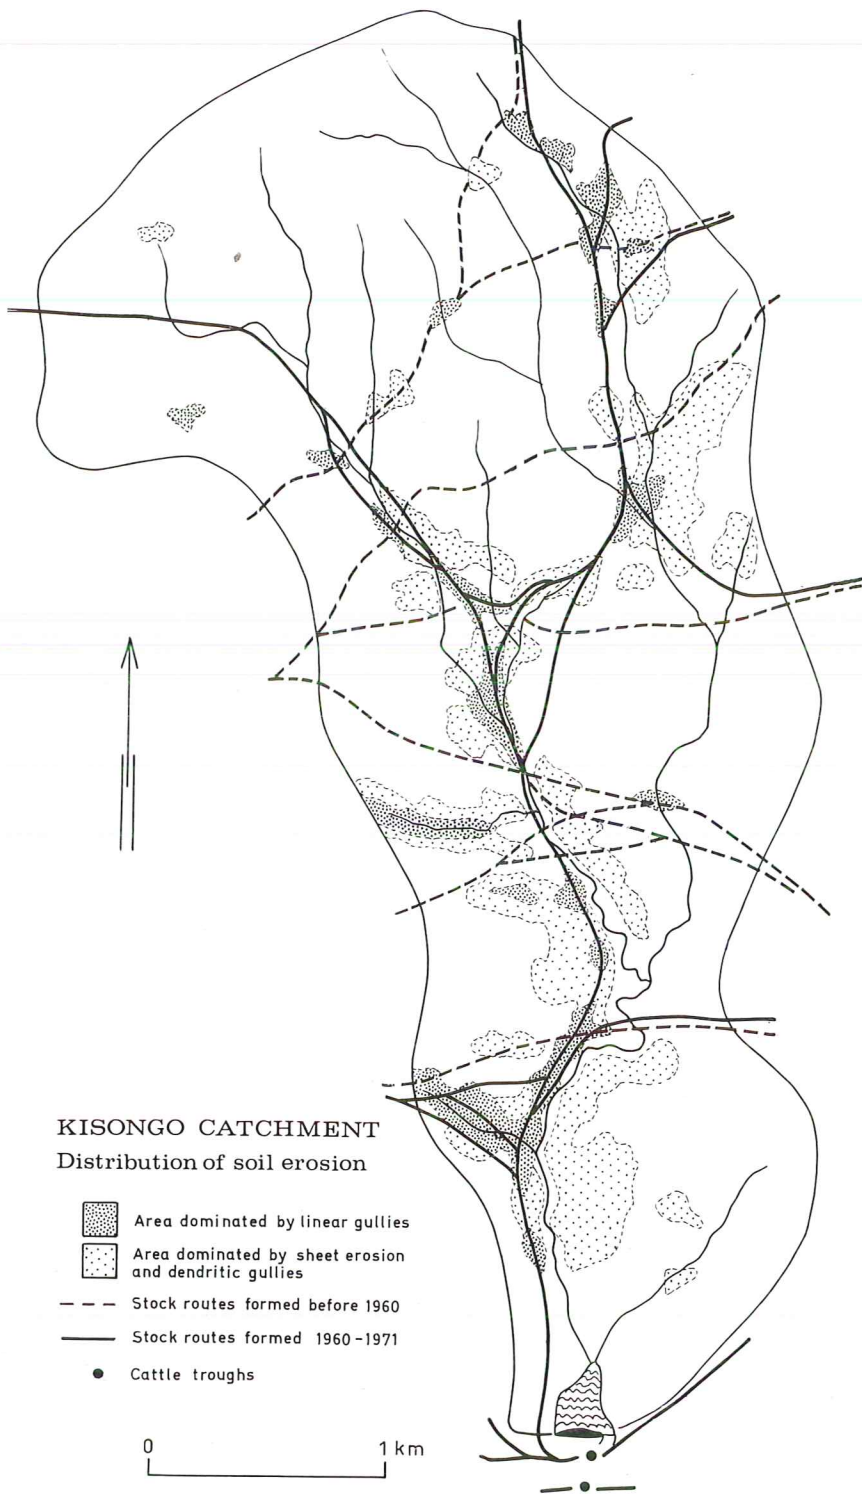 KISONGO CATCHMENT
Distribution of soil erosion
Area dominated by linear gullies
Area dominated by sheet erosion
and dendritic gullies
Stock routes formed before 1960
Stock routes formed 1960-1971
Cattle troughs
0 1 km